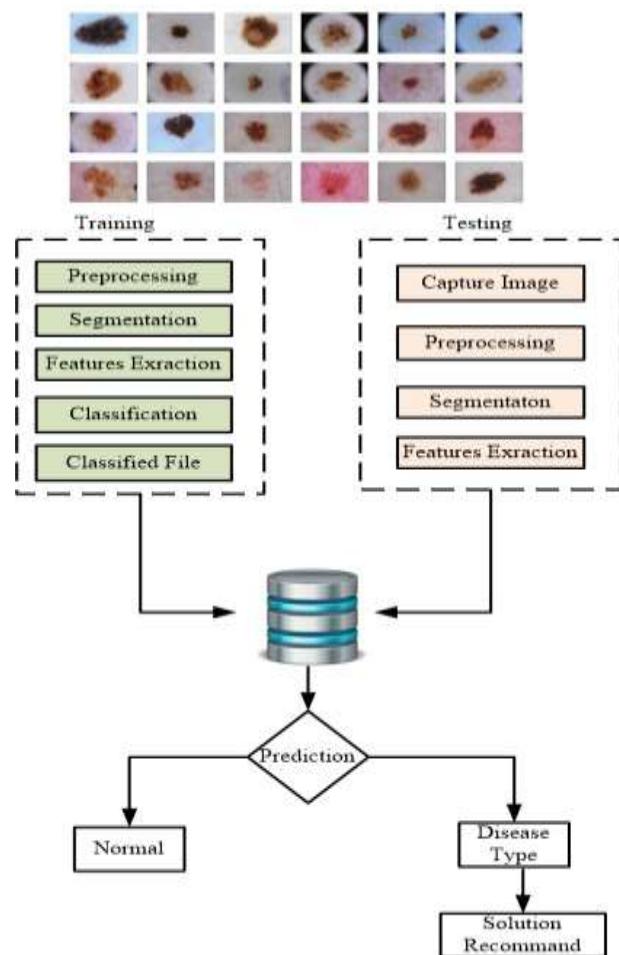 Training
Testing
Preprocessing
Segmentation
Features Exraction
Classification
Classified File
Capture Image
Preprocessing
Segmentaton
Features Exraction
Prediction
Normal
Disease
Type
Solution
Recommand